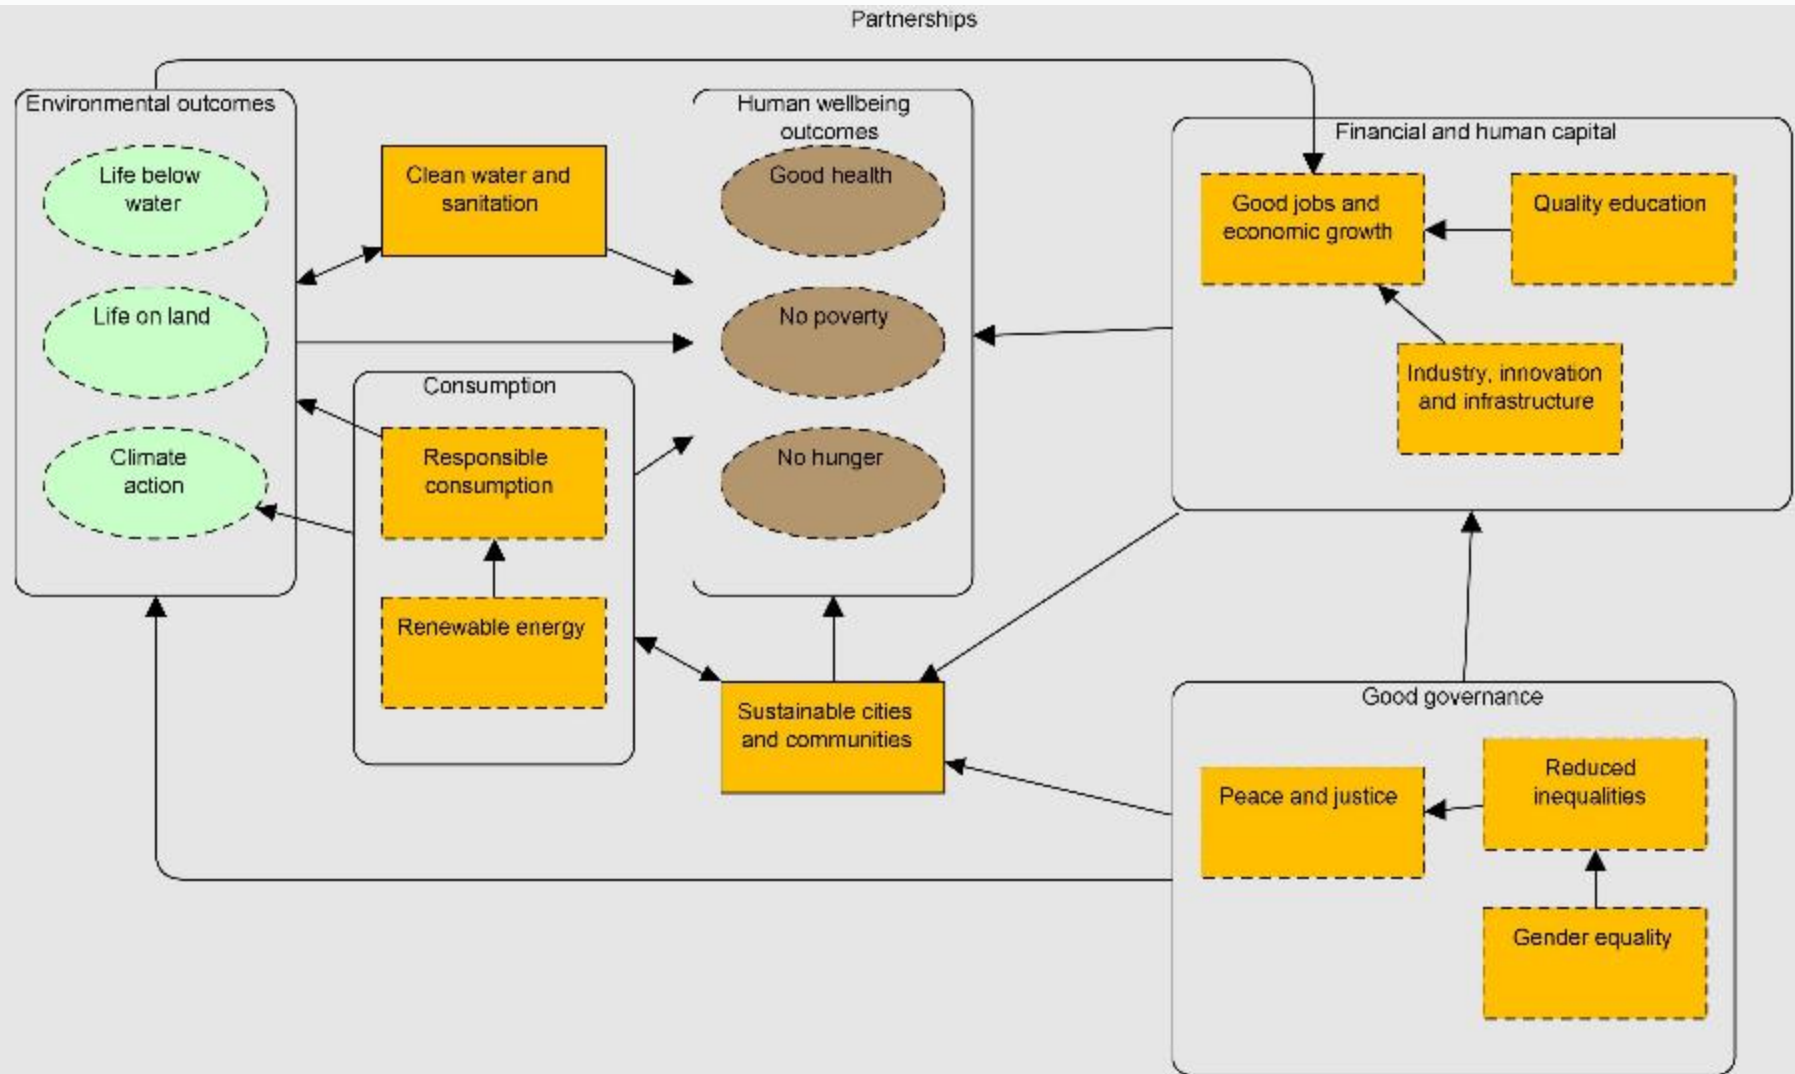 Partnerships
Environmental outcomes
Life below
water
Life on land
Climate
action
Clean water and
sanitation
Consumption
Responsible
consumption
Renewable energy
Human wellbeing
outcomes
Good health
No poverty
No hunger
Sustainable cities
and communities
Financial and human capital
Good jobs and
economic growth
Quality education
Industry, innovation
and infrastructure
Good governance
Peace and justice
Reduced
inequalities
Gender equality